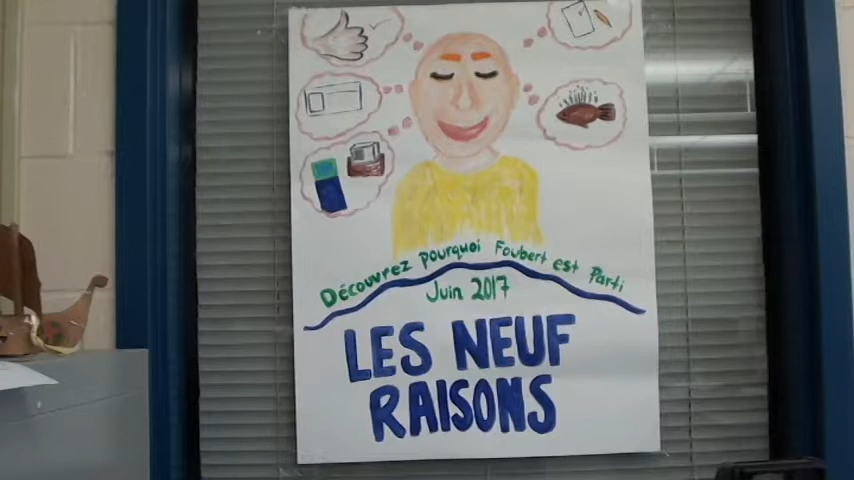 Découvrez pourquoi Foubert est Parti
Juin 2017
LES NEUF
RAISONS